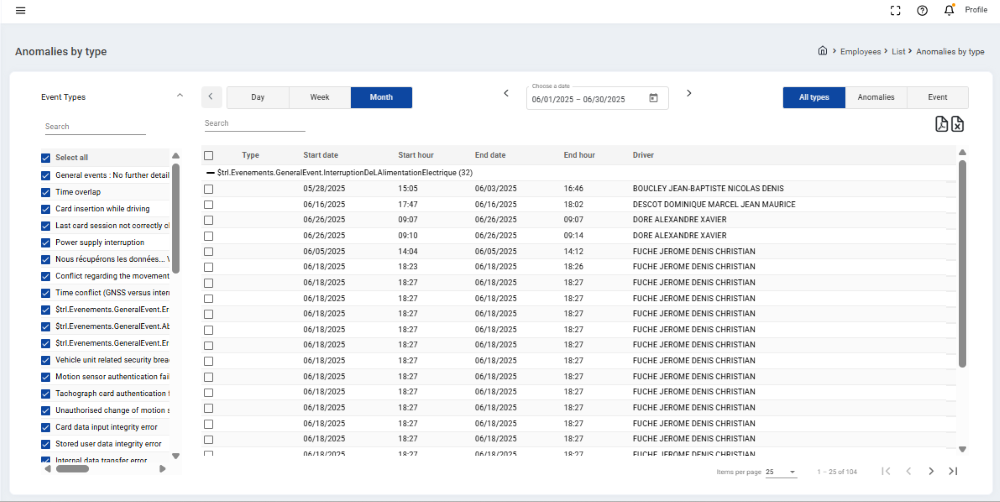 Profile
Anomalies by type
Employees > List > Anomalies by type
Event Types
Search
Select all
General events : No further detail
Time overlap
Card insertion while driving
Last card session not correctly cl
Power supply interruption
Nous récupérons les données...
Conflict regarding the movement
Time conflict (GNSS versus inter
$trl.Evenements.GeneralEvent.Er
$trl.Evenements.GeneralEvent.Ab
$trl.Evenements.GeneralEvent.Er
Vehicle unit related security brea
Motion sensor authentication fail
Tachograph card authentication f
Unauthorised change of motion s
Card data input integrity error
Stored user data integrity error
Internal data transfer error
Day Week Month
Choose a date
06/01/2025 – 06/30/2025
All types Anomalies Event
Search
Type Start date Start hour End date End hour Driver
$trl.Evenements.GeneralEvent.InterruptionDeLAlimentationElectrique (32)
05/28/2025 15:05 06/03/2025 16:46 BOUCLEY JEAN-BAPTISTE NICOLAS DENIS
06/16/2025 17:47 06/16/2025 18:02 DESCOT DOMINIQUE MARCEL JEAN MAURICE
06/26/2025 09:07 06/26/2025 09:07 DORE ALEXANDRE XAVIER
06/26/2025 09:10 06/26/2025 09:14 DORE ALEXANDRE XAVIER
06/05/2025 14:04 06/05/2025 14:12 FUCHE JEROME DENIS CHRISTIAN
06/18/2025 18:23 06/18/2025 18:26 FUCHE JEROME DENIS CHRISTIAN
06/18/2025 18:27 06/18/2025 18:27 FUCHE JEROME DENIS CHRISTIAN
06/18/2025 18:27 06/18/2025 18:27 FUCHE JEROME DENIS CHRISTIAN
06/18/2025 18:27 06/18/2025 18:27 FUCHE JEROME DENIS CHRISTIAN
06/18/2025 18:27 06/18/2025 18:27 FUCHE JEROME DENIS CHRISTIAN
06/18/2025 18:27 06/18/2025 18:27 FUCHE JEROME DENIS CHRISTIAN
06/18/2025 18:27 06/18/2025 18:27 FUCHE JEROME DENIS CHRISTIAN
06/18/2025 18:27 06/18/2025 18:27 FUCHE JEROME DENIS CHRISTIAN
06/18/2025 18:27 06/18/2025 18:27 FUCHE JEROME DENIS CHRISTIAN
06/18/2025 18:27 06/18/2025 18:27 FUCHE JEROME DENIS CHRISTIAN
06/18/2025 18:27 06/18/2025 18:27 FUCHE JEROME DENIS CHRISTIAN
06/18/2025 18:27 06/18/2025 18:27 FUCHE JEROME DENIS CHRISTIAN
06/18/2025 18:27 06/18/2025 18:27 FUCHE JEROME DENIS CHRISTIAN
Items per page 25 1 – 25 of 104